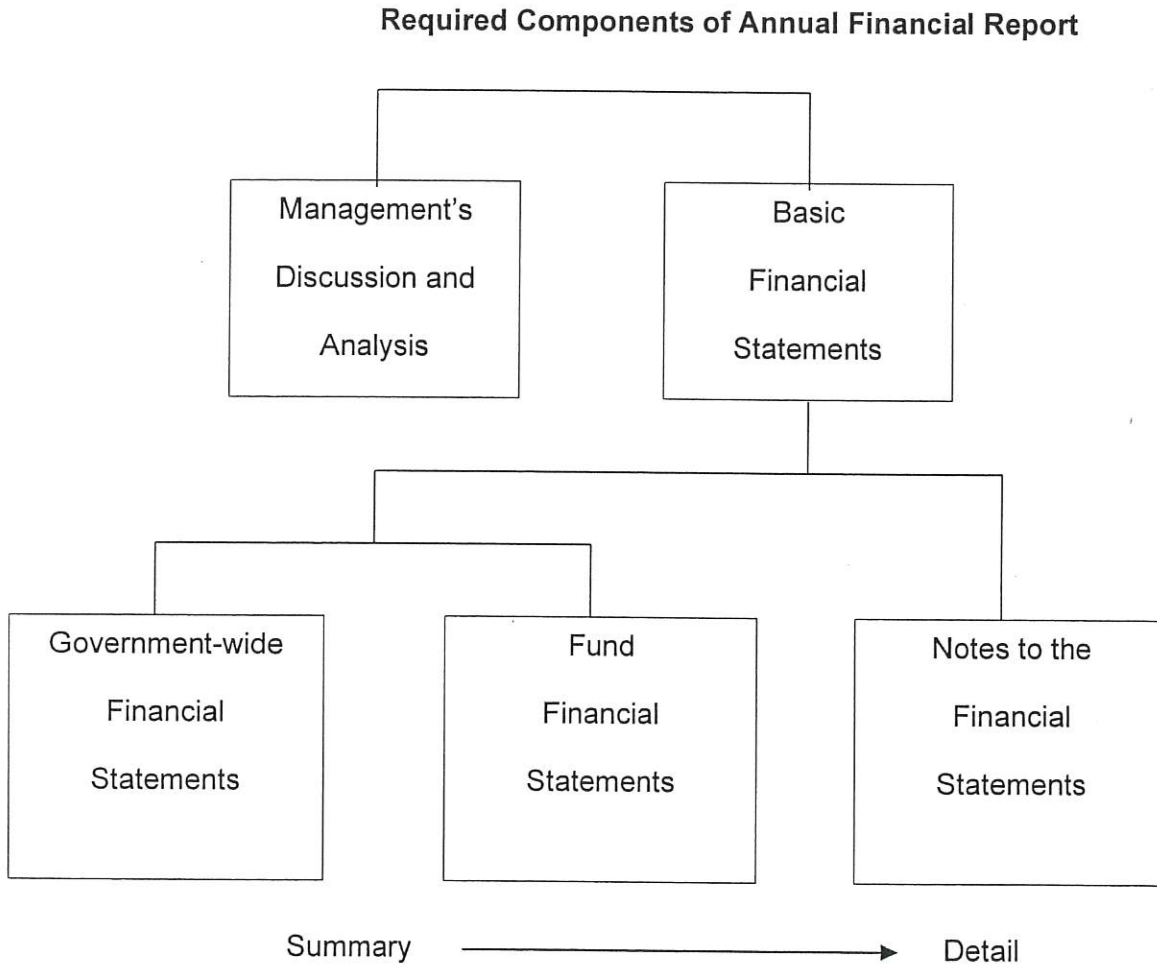 Required Components of Annual Financial Report
Management's
Discussion and
Analysis
Basic
Financial
Statements
Government-wide
Financial
Statements
Fund
Financial
Statements
Notes to the
Financial
Statements
Summary
Detail